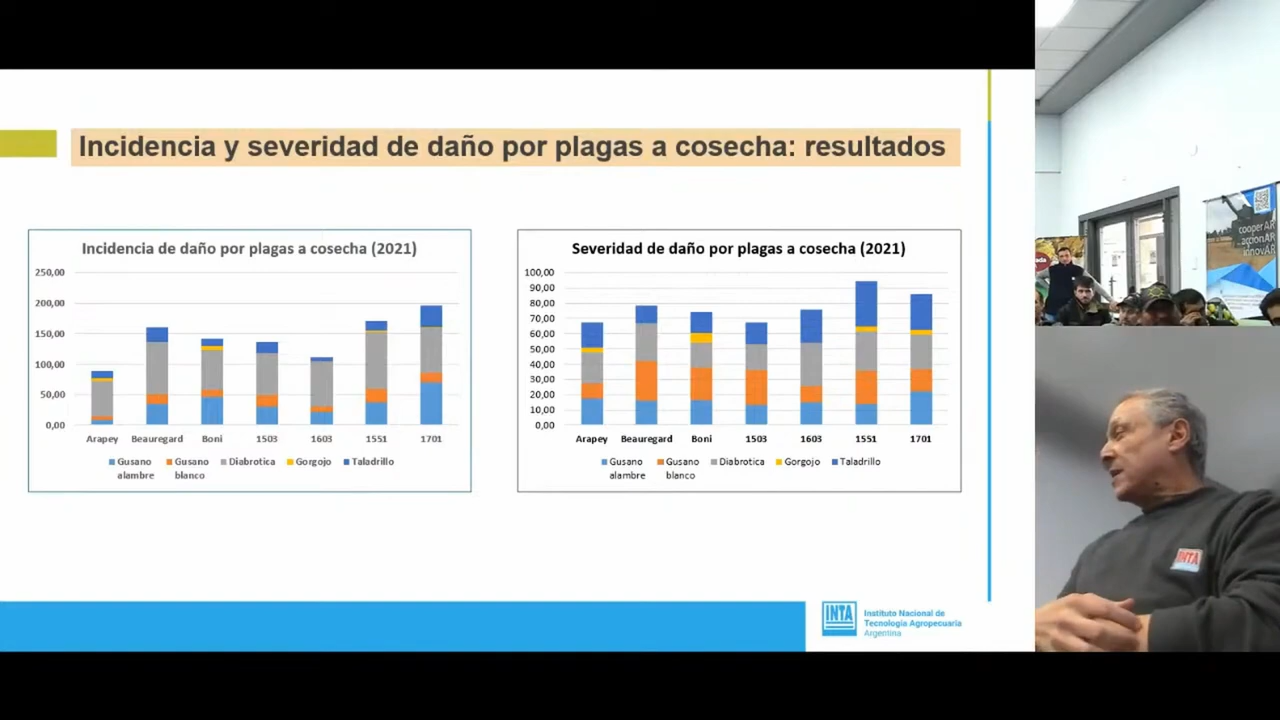 Incidencia y severidad de daño por plagas a cosecha: resultados
Incidencia de daño por plagas a cosecha (2021)
250,00
200,00
150,00
100,00
50,00
0,00
Arapey Beauregard Boni 1503 1603 1551 1701
Gusano alambre Gusano blanco Diabrotica Gorgojo Taladrillo
Severidad de daño por plagas a cosecha (2021)
100,00
90,00
80,00
70,00
60,00
50,00
40,00
30,00
20,00
10,00
0,00
Arapey Beauregard Boni 1503 1603 1551 1701
Gusano alambre Gusano blanco Diabrotica Gorgojo Taladrillo
INTA
Instituto Nacional de
Tecnología Agropecuaria
Argentina
cooperAR
accionAR
innovAR
INTA